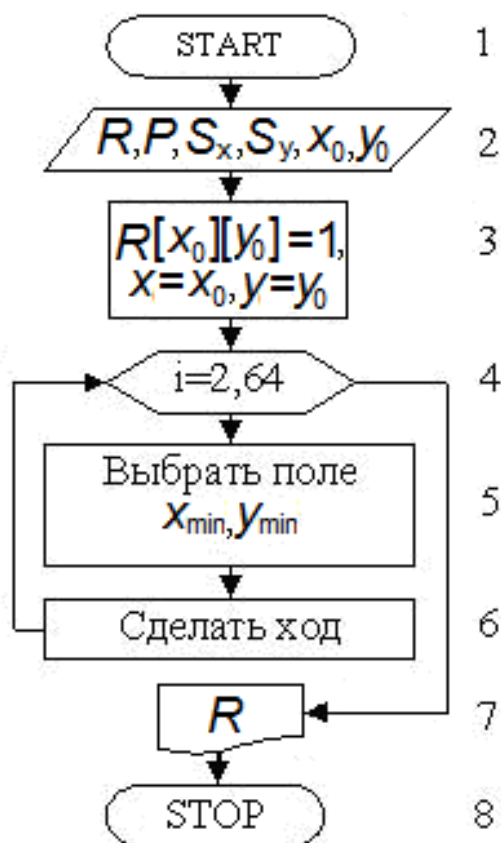 START 1
R,P,Sx,Sy,x0,y0 2
R[x0][y0]=1, 3
x=x0,y=y0
i=2,64 4
Выбрать поле
xmin,ymin 5
Сделать ход 6
R 7
STOP 8